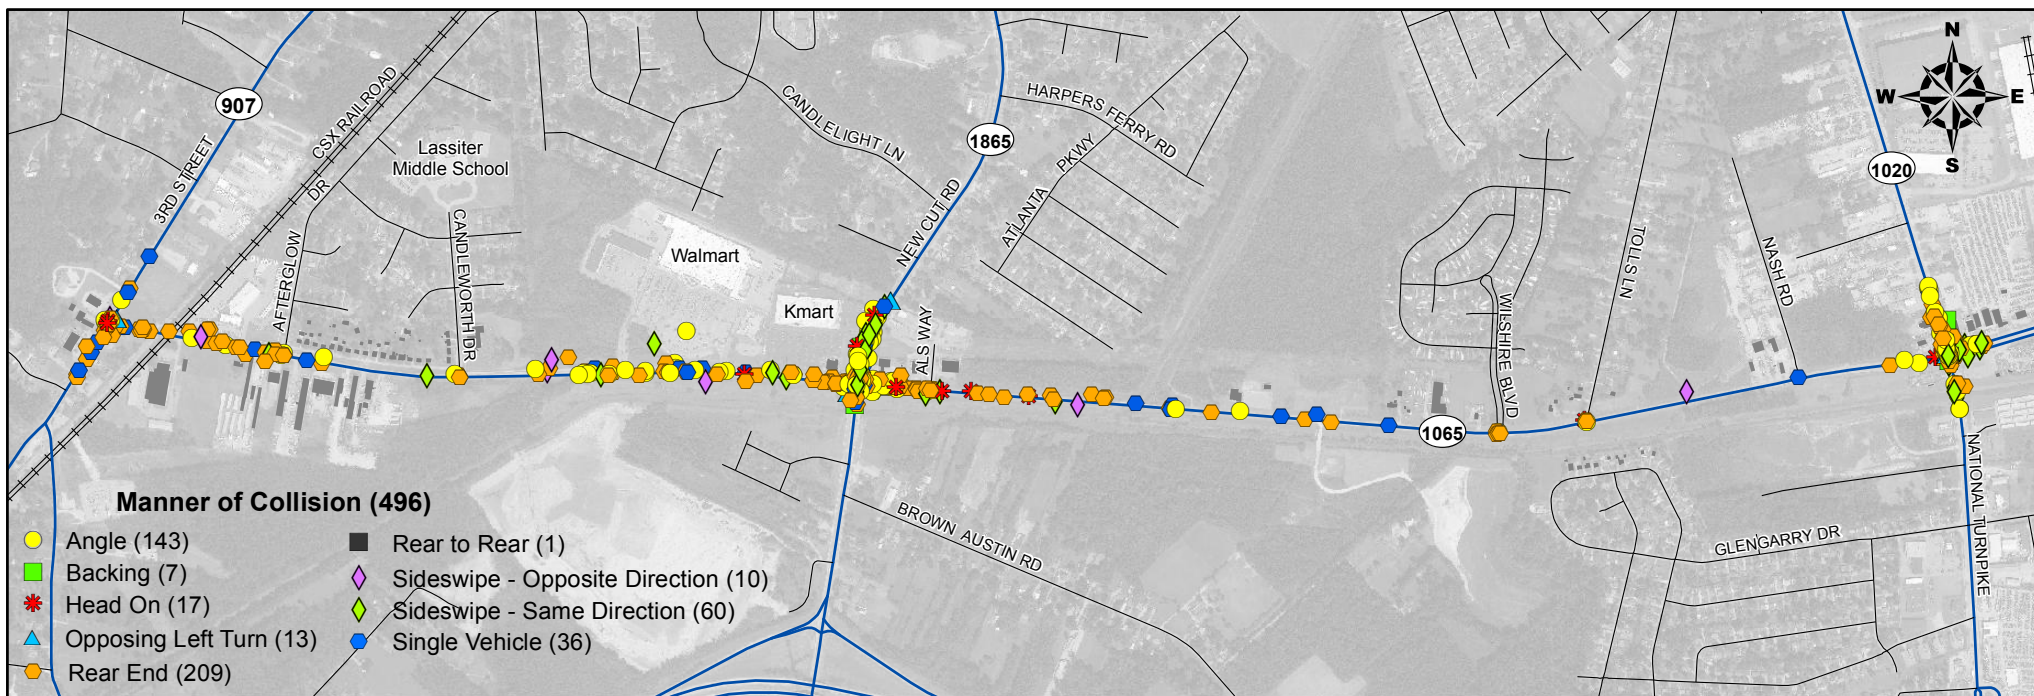 N
W
E
S
907
3RD STREET
CSX RAILROAD
Lassiter
Middle School
AFTERGLOW
DR
CANDLEWORTH DR
Walmart
Kmart
CANDLELIGHT LN
1865
NEW CUT RD
HARPERS FERRY RD
ATLANTA
PKWY
ALS WAY
1065
WILSHIRE BLVD
TOLLS LN
NASH RD
1020
NATIONAL TURNPIKE
GLENGARRY DR
BROWN AUSTIN RD
Manner of Collision (496)
Angle (143)
Backing (7)
Head On (17)
Opposing Left Turn (13)
Rear End (209)
Rear to Rear (1)
Sideswipe - Opposite Direction (10)
Sideswipe - Same Direction (60)
Single Vehicle (36)